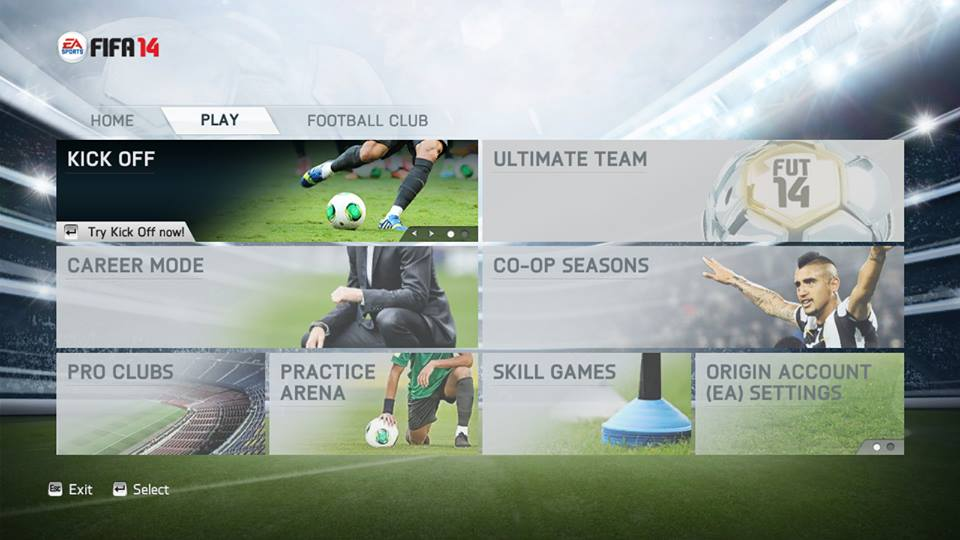 EA SPORTS FIFA 14
HOME PLAY FOOTBALL CLUB
KICK OFF
Try Kick Off now!
ULTIMATE TEAM
FUT
14
CAREER MODE
CO-OP SEASONS
PRO CLUBS
PRACTICE
ARENA
SKILL GAMES
ORIGIN ACCOUNT
(EA) SETTINGS
Esc Exit Select